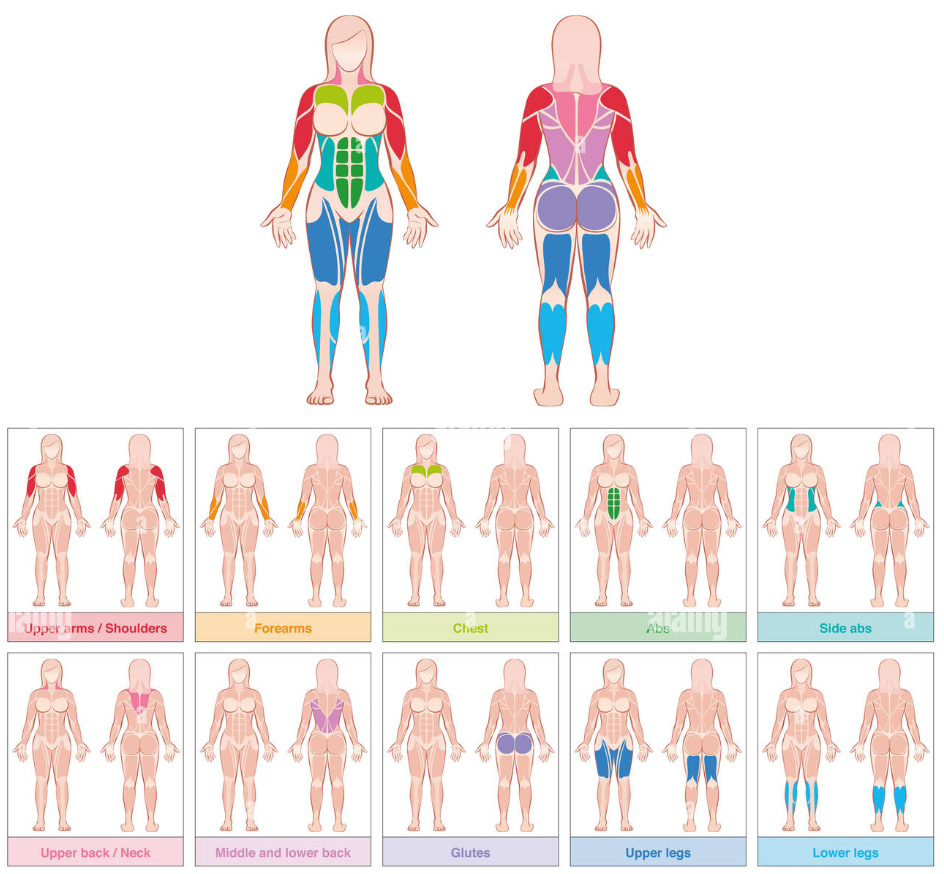 Upper arms / Shoulders
Forearms
Chest
Abs
Side abs
Upper back / Neck
Middle and lower back
Glutes
Upper legs
Lower legs
alamy
a